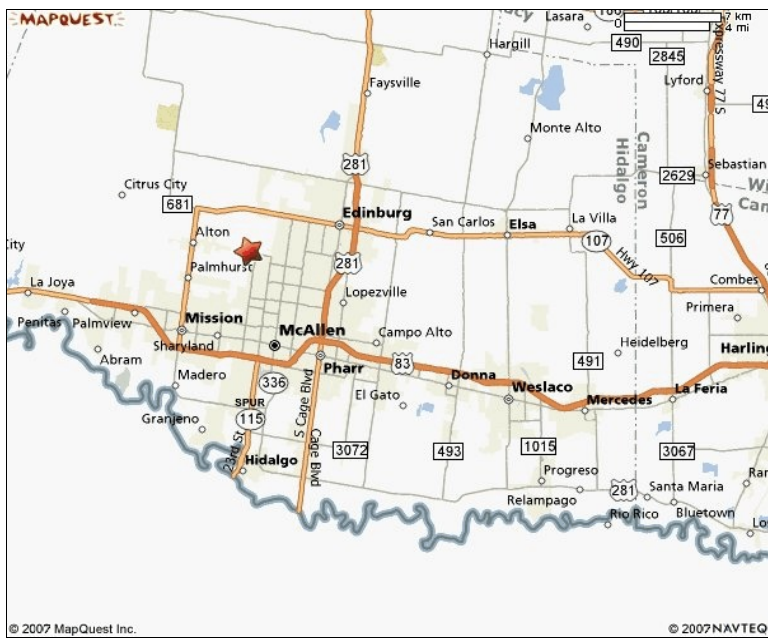 MAPQUEST
Lasara
7 km
0
4 mi
490
Hargill
2845
Expressway 77 S
Faysville
Lyford
Monte Alto
Hidalgo
Cameron
281
Sebastian
2629
Citrus City
681
77
Edinburg
San Carlos
Elsa
La Villa
Alton
107
506
City
Hwy 107
281
Palmhurst
La Joya
Combes
Lopezville
Primera
Penitas
Palmview
Mission
McAllen
Campo Alto
Sharyland
Heidelberg
Harling
Abram
Pharr
83
491
Madero
336
Donna
La Feria
El Gato
Weslaco
Mercedes
SPUR
115
Granjeno
S Cage Blvd
23rd St
Cage Blvd
3072
493
1015
3067
Hidalgo
Progreso
281
Santa Maria
Relampago
Rio Rico
Bluetown
© 2007 MapQuest Inc.
© 2007 NAVTEQ